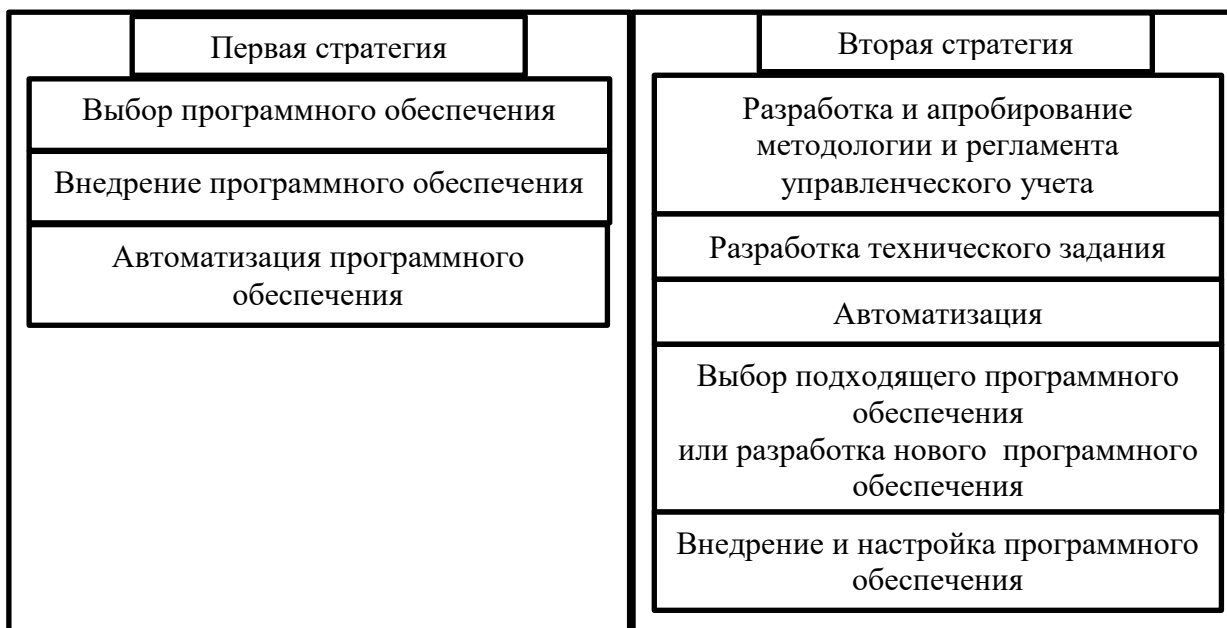 Первая стратегия
Выбор программного обеспечения
Внедрение программного обеспечения
Автоматизация программного
обеспечения
Вторая стратегия
Разработка и апробирование
методологии и регламента
управленческого учета
Разработка технического задания
Автоматизация
Выбор подходящего программного
обеспечения
или разработка нового программного
обеспечения
Внедрение и настройка программного
обеспечения